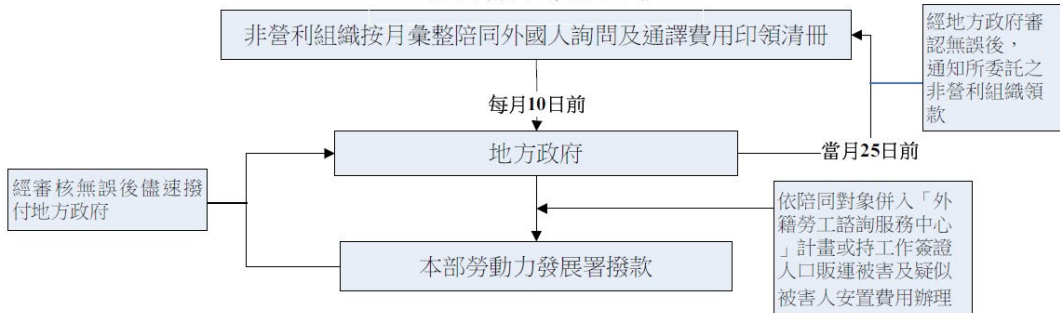 非營利組織按月彙整陪同外國人詢問及通譯費用印領清冊
經地方政府審
認無誤後，
通知所委託之
非營利組織領
款
每月10日前
地方政府
當月25日前
經審核無誤後儘速撥
付地方政府
依陪同對象併入「外
籍勞工諮詢服務中心
」計畫或持工作簽證
人口販運被害及疑似
被害人安置費用辦理
本部勞動力發展署撥款